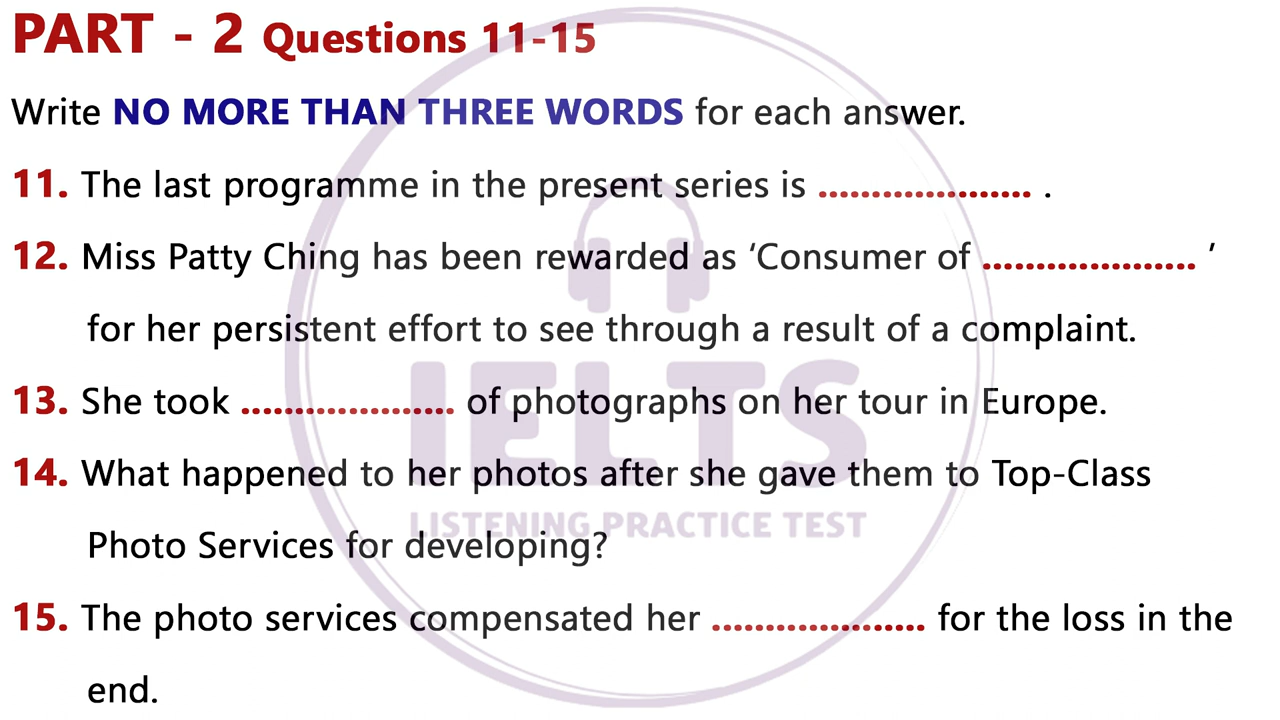 PART - 2 Questions 11-15
Write NO MORE THAN THREE WORDS for each answer.
11. The last programme in the present series is .................... .
12. Miss Patty Ching has been rewarded as ‘Consumer of .................... ’
for her persistent effort to see through a result of a complaint.
13. She took .................... of photographs on her tour in Europe.
14. What happened to her photos after she gave them to Top-Class
Photo Services for developing?
15. The photo services compensated her .................... for the loss in the
end.
IELTS
LISTENING PRACTICE TEST